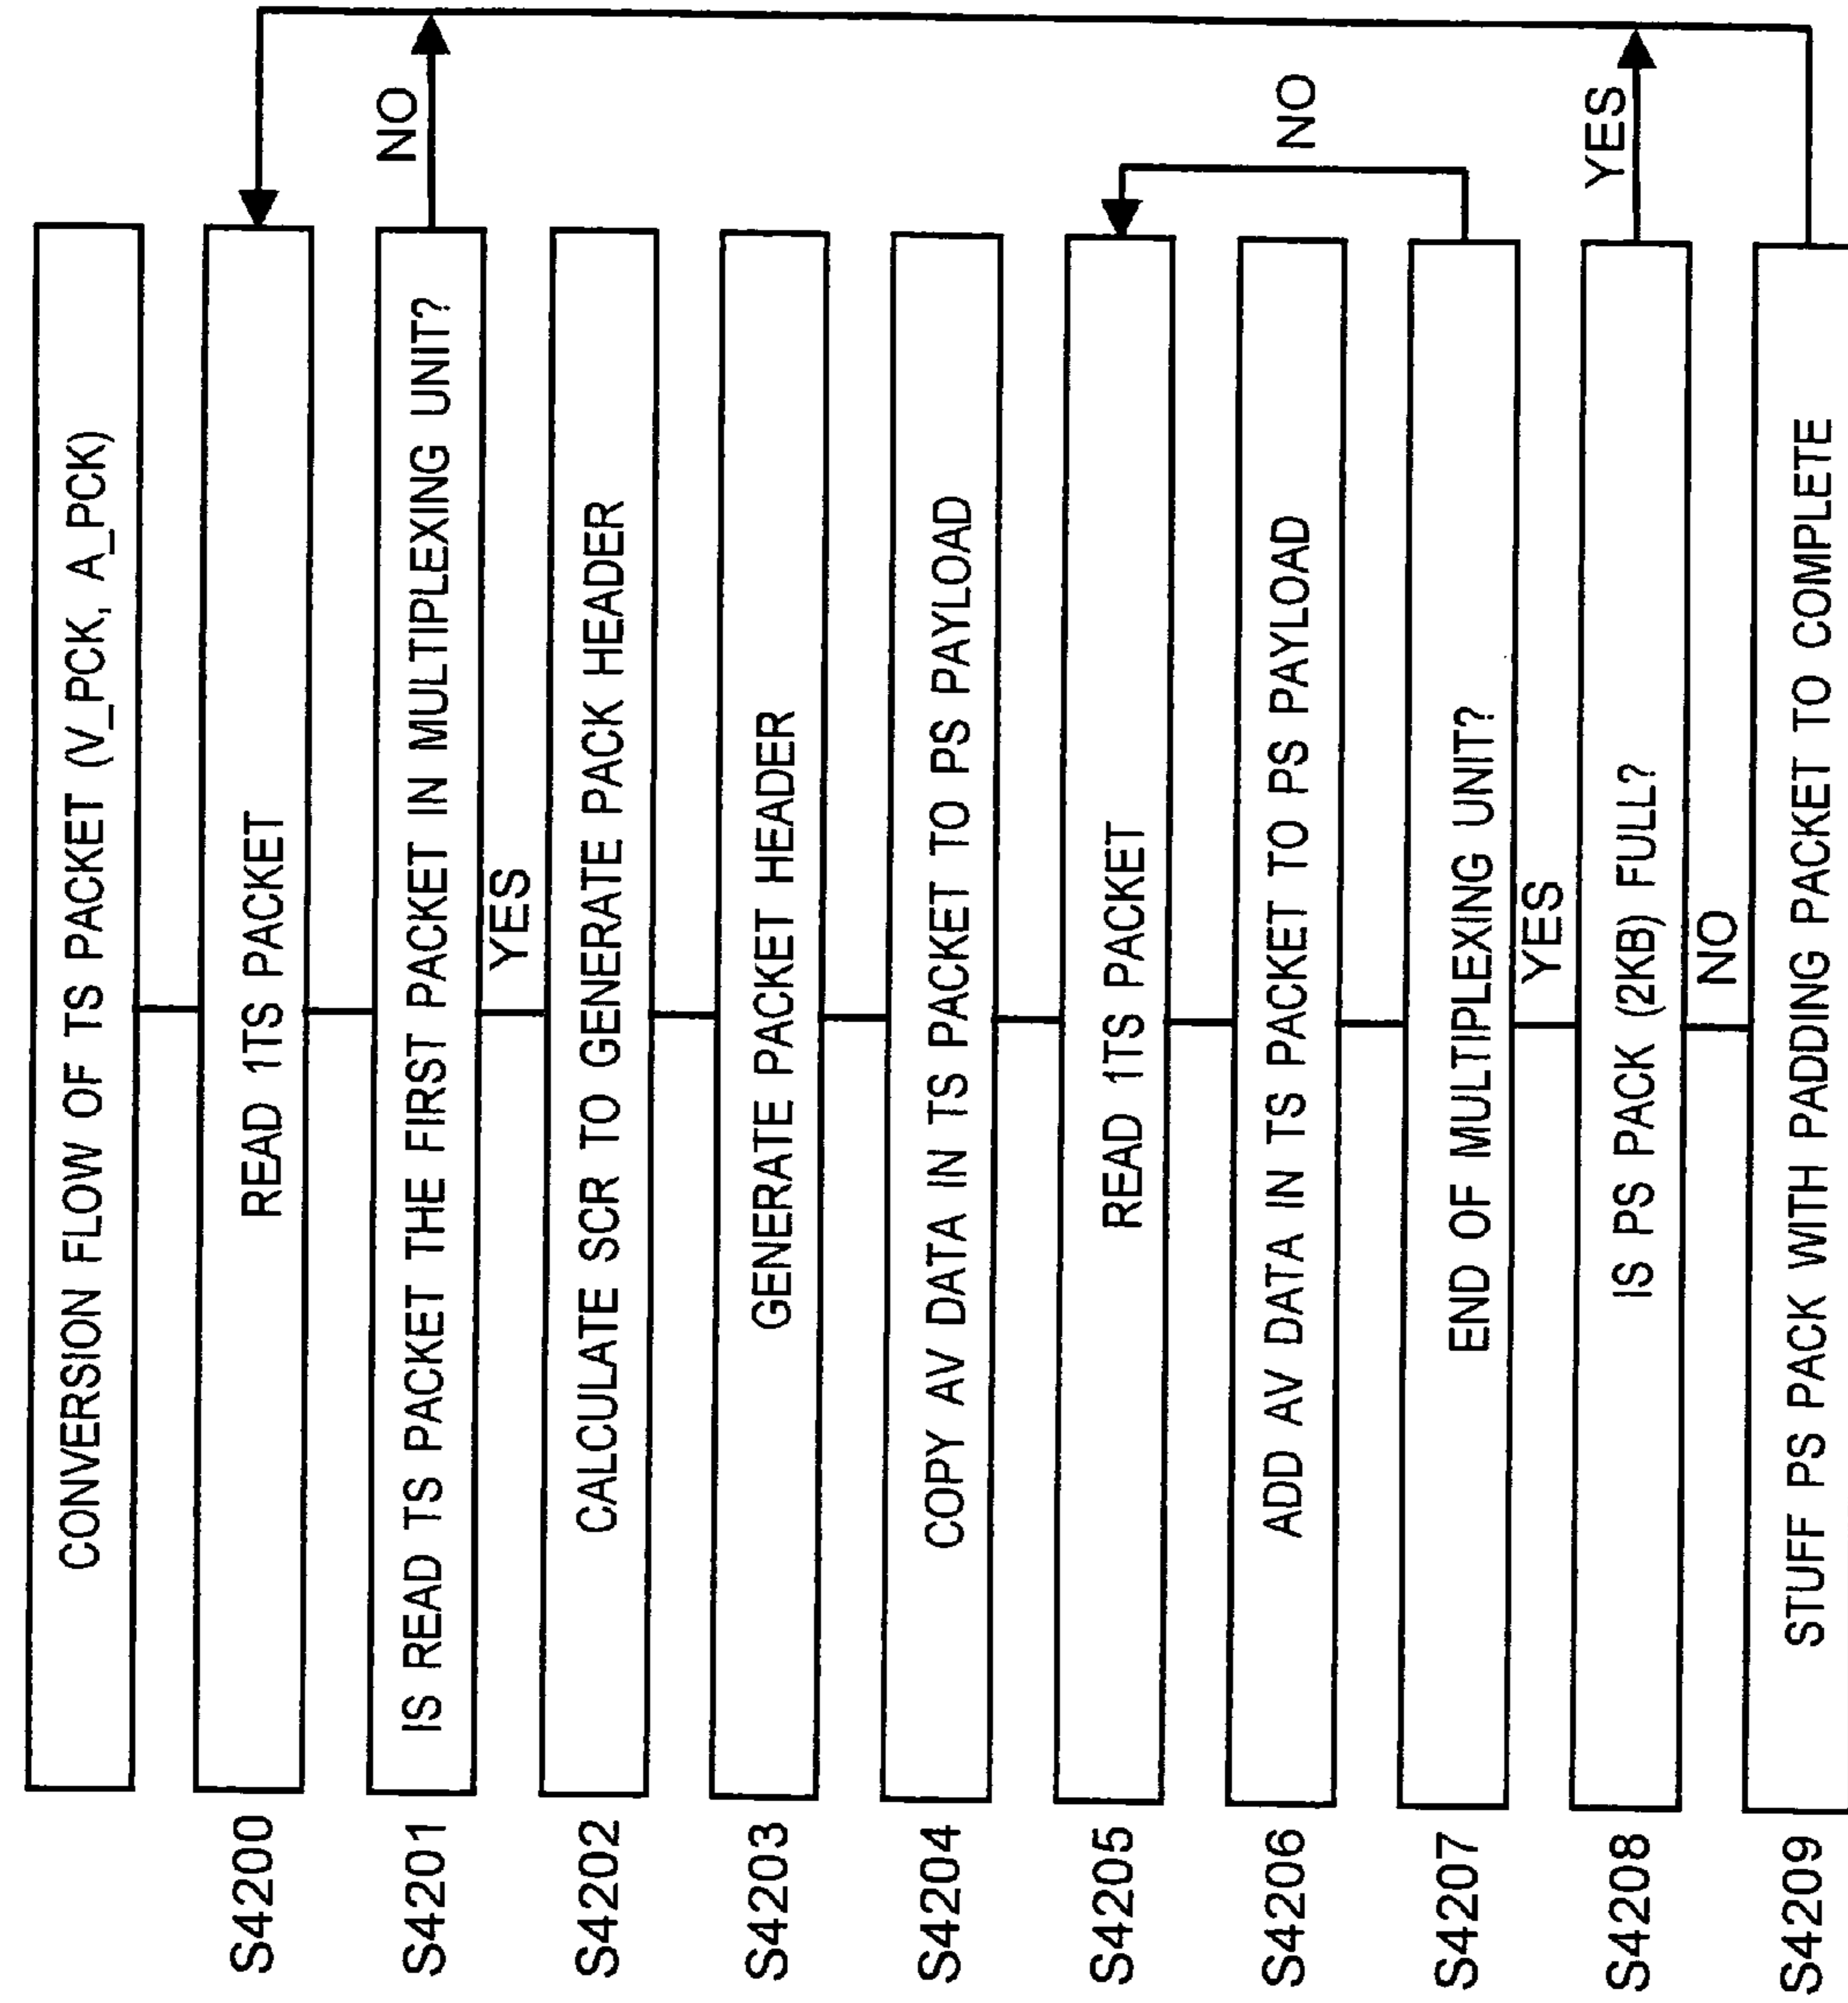 CONVERSION FLOW OF TS PACKET (V_PCK, A_PCK)
S4200
READ 1TS PACKET
S4201
IS READ TS PACKET THE FIRST PACKET IN MULTIPLEXING UNIT?
NO
YES
S4202
CALCULATE SCR TO GENERATE PACK HEADER
S4203
GENERATE PACKET HEADER
S4204
COPY AV DATA IN TS PACKET TO PS PAYLOAD
S4205
READ 1TS PACKET
S4206
ADD AV DATA IN TS PACKET TO PS PAYLOAD
NO
S4207
END OF MULTIPLEXING UNIT?
YES
S4208
IS PS PACK (2KB) FULL?
YES
NO
S4209
STUFF PS PACK WITH PADDING PACKET TO COMPLETE